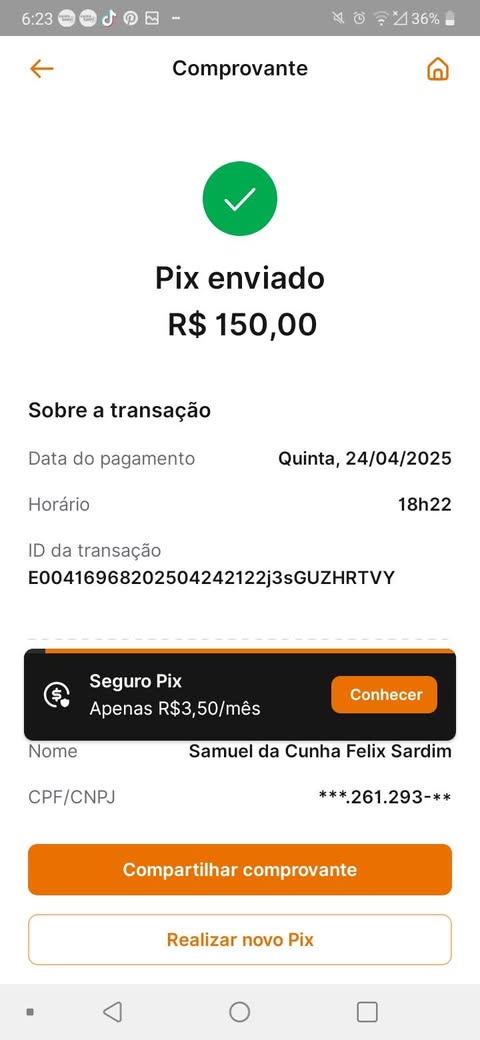 6:23 36%
Comprovante
Pix enviado
R$ 150,00
Sobre a transação
Data do pagamento Quinta, 24/04/2025
Horário 18h22
ID da transação
E00416968202504242122j3sGUZHRTVY
Seguro Pix
Apenas R$3,50/mês
Conhecer
Nome Samuel da Cunha Felix Sardim
CPF/CNPJ ***.261.293-**
Compartilhar comprovante
Realizar novo Pix